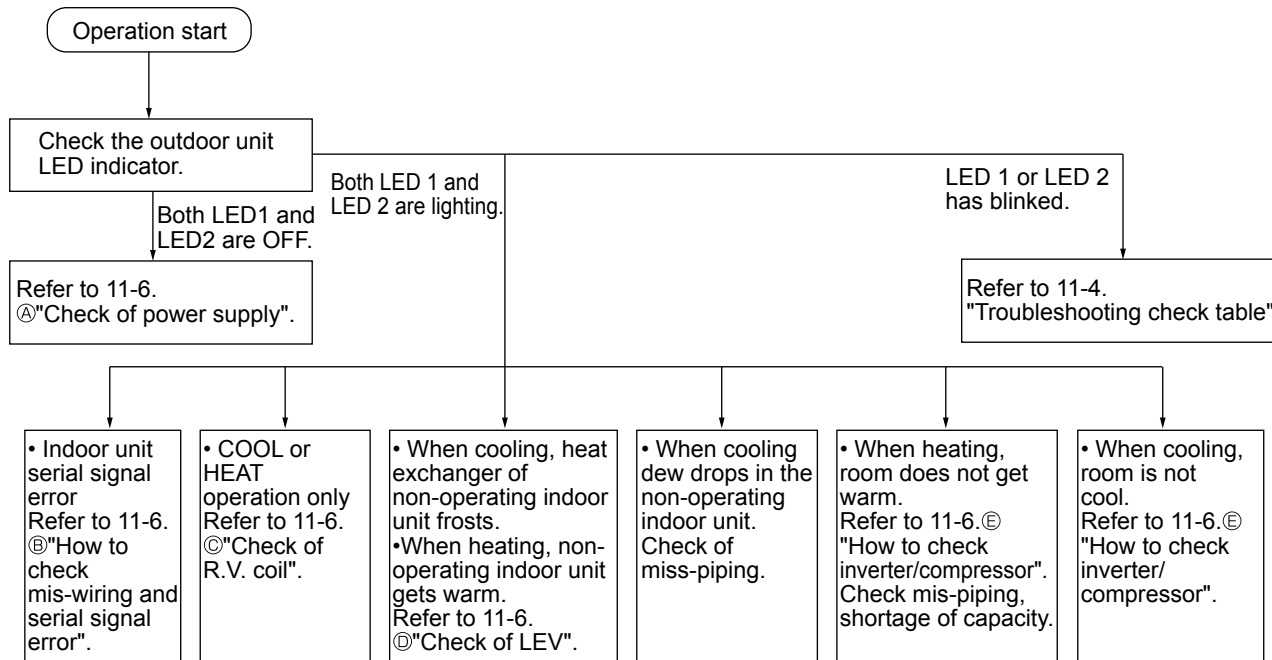 Operation start
Check the outdoor unit
LED indicator.
Both LED1 and
LED2 are OFF.
Both LED 1 and
LED 2 are lighting.
LED 1 or LED 2
has blinked.
Refer to 11-6.
Ⓐ"Check of power supply".
Refer to 11-4.
"Troubleshooting check table"
• Indoor unit
serial signal
error
Refer to 11-6.
Ⓑ"How to
check
mis-wiring and
serial signal
error".
• COOL or
HEAT
operation only
Refer to 11-6.
Ⓒ"Check of
R.V. coil".
• When cooling, heat
exchanger of
non-operating indoor
unit frosts.
•When heating, non-
operating indoor unit
gets warm.
Refer to 11-6.
Ⓓ"Check of LEV".
• When cooling
dew drops in the
non-operating
indoor unit.
Check of
miss-piping.
• When heating,
room does not get
warm.
Refer to 11-6.Ⓔ
"How to check
inverter/compressor".
Check mis-piping,
shortage of capacity.
• When cooling,
room is not
cool.
Refer to 11-6.Ⓔ
"How to check
inverter/
compressor".